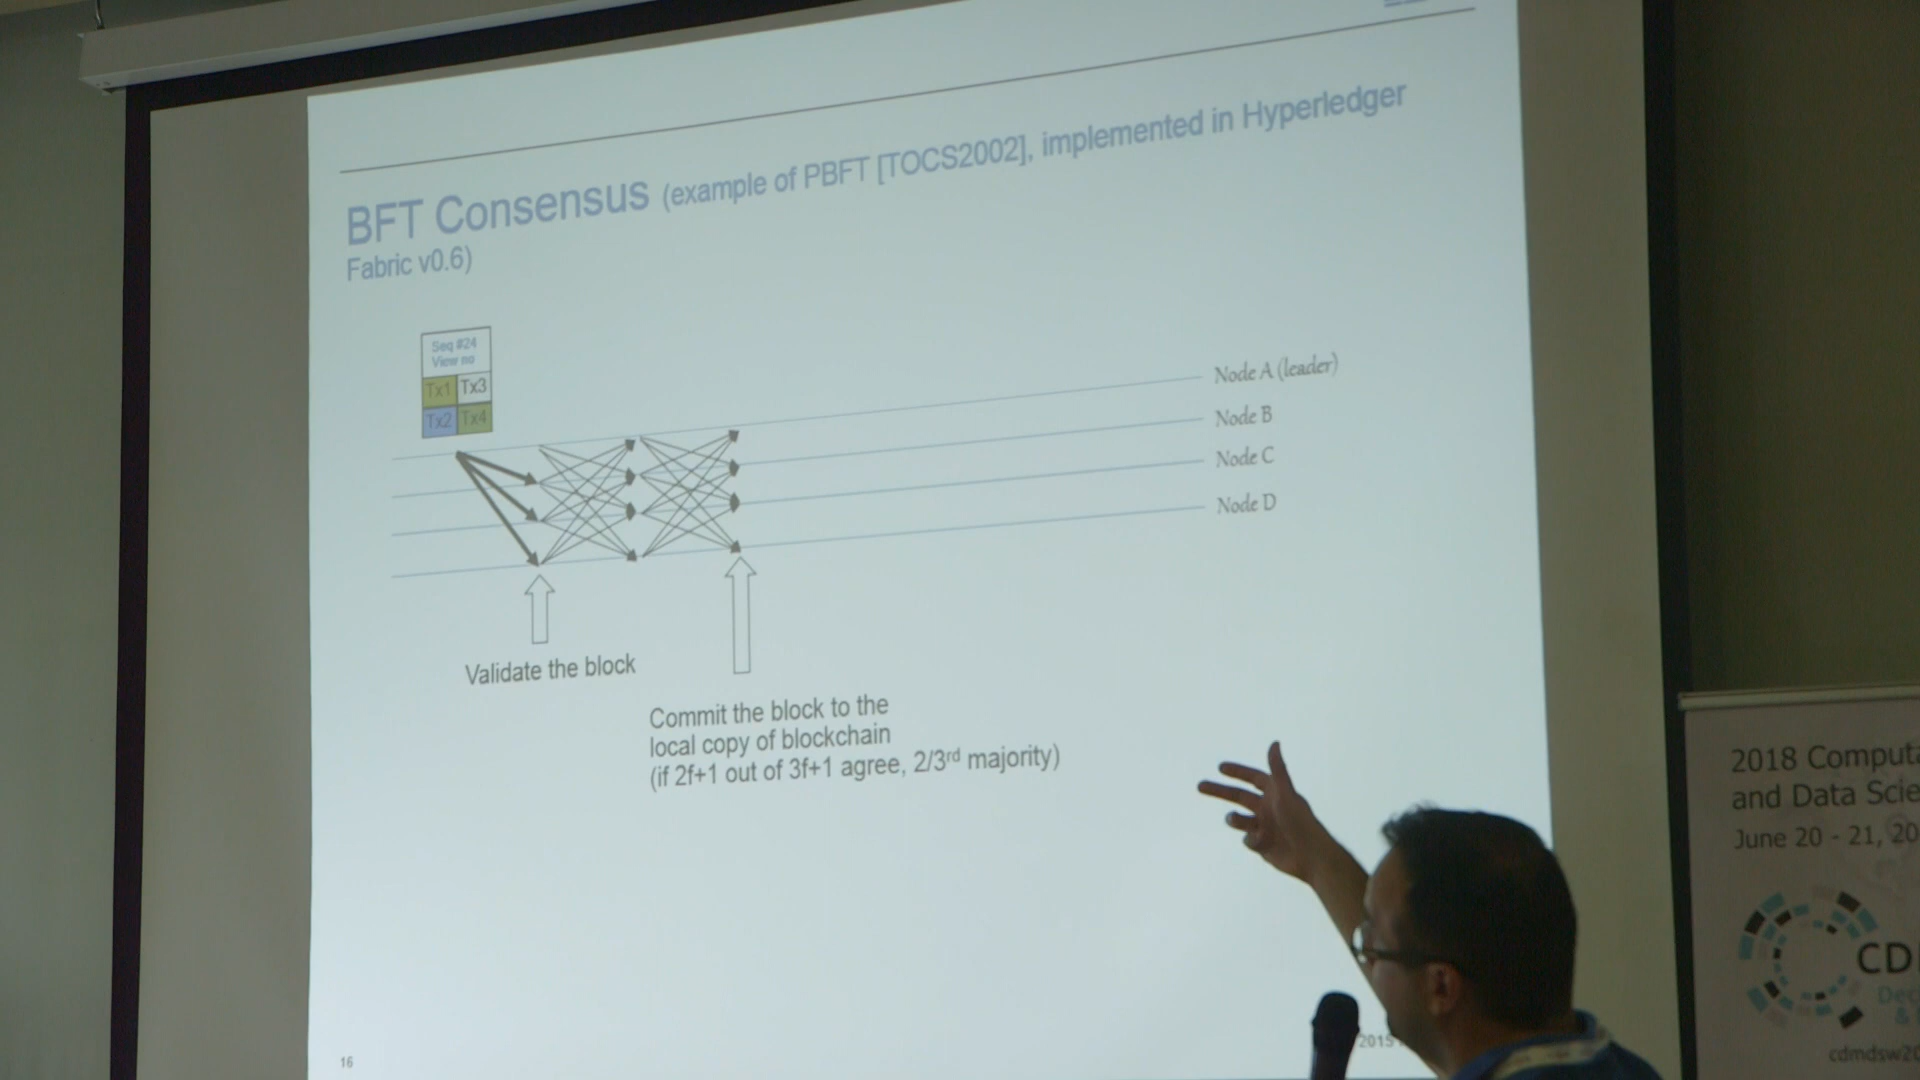 BFT Consensus (example of PBFT [TOCS2002], implemented in Hyperledger
Fabric v0.6)
Seq #24
View no
Tx1 Tx3
Tx2 Tx4
Node A (leader)
Node B
Node C
Node D
Validate the block
Commit the block to the
local copy of blockchain
(if 2f+1 out of 3f+1 agree, 2/3rd majority)
16
2015
2018 Computa
and Data Scie
June 20 - 21, 20
CD
Dec
&
cdmdsw20